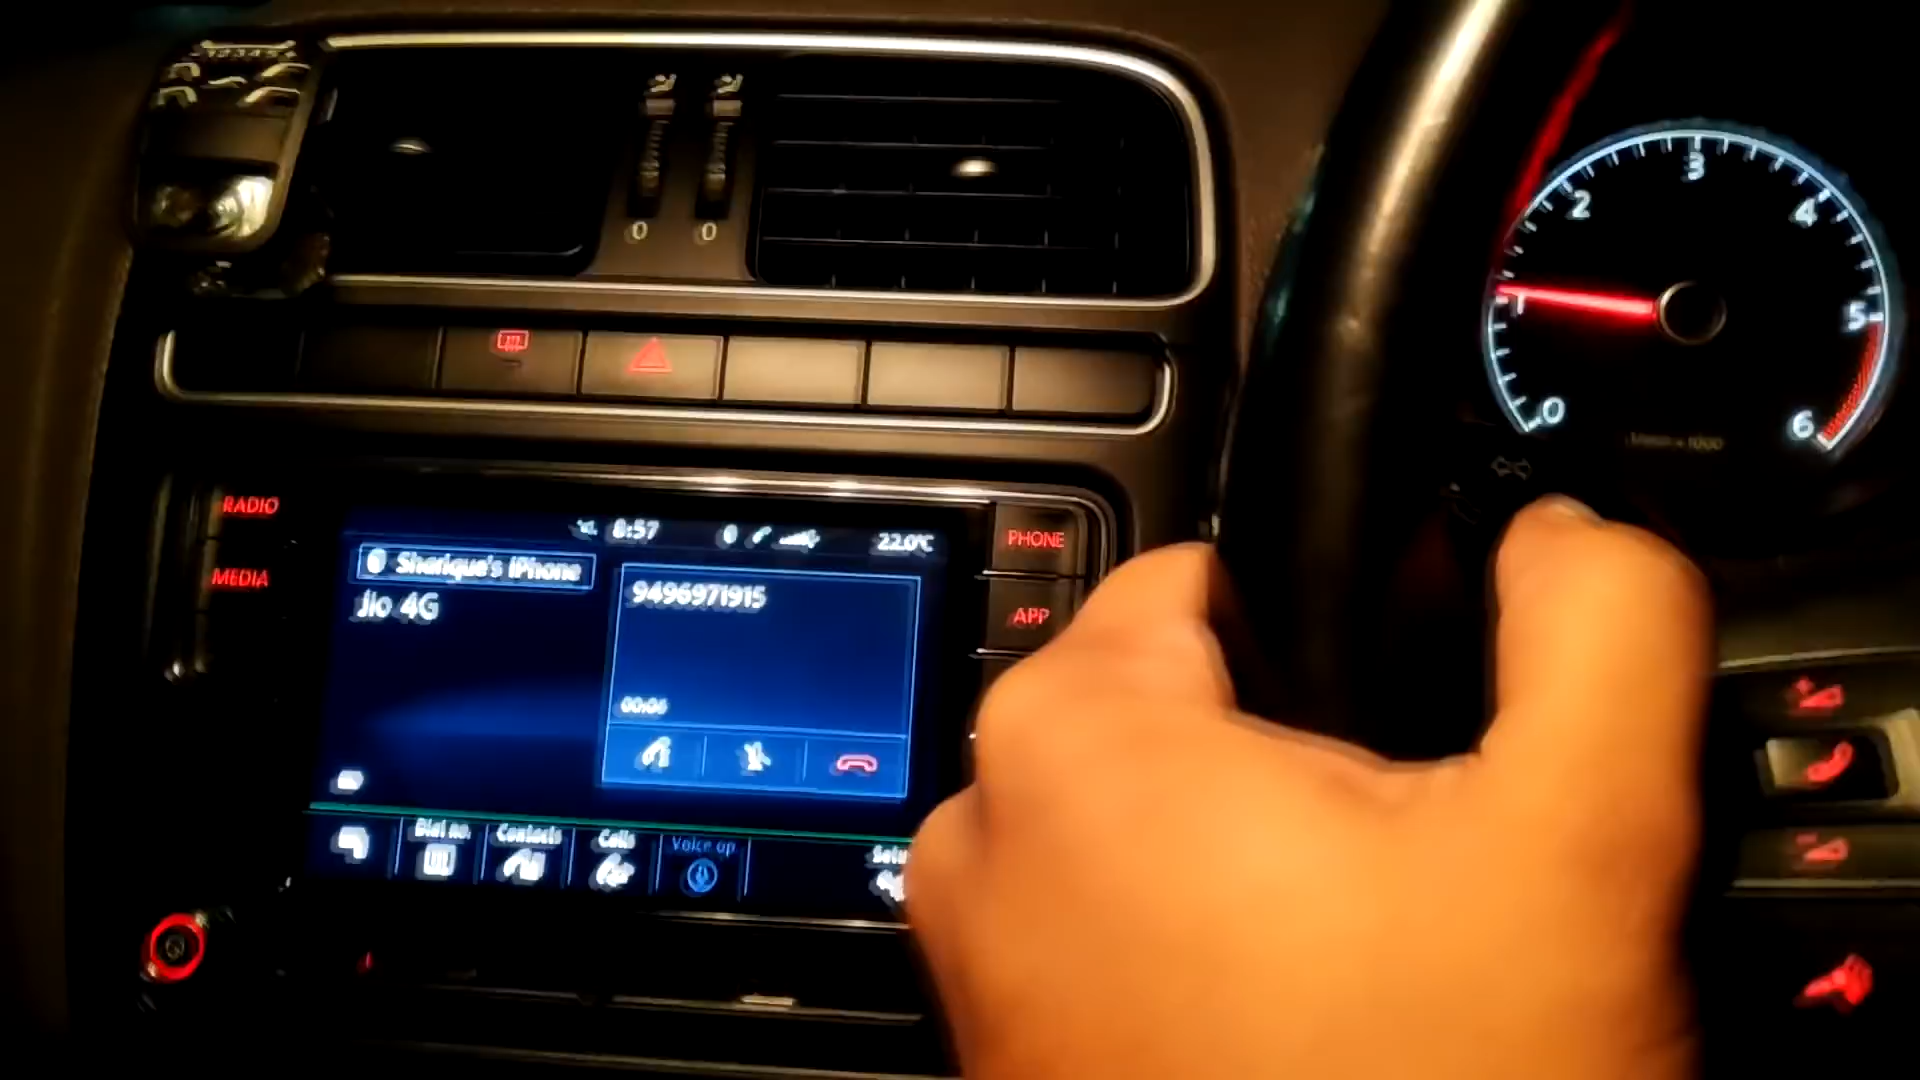 0 0
RADIO
MEDIA
8:57
22.0°C
Sharique's iPhone
Jio 4G
9496971915
00:06
Dial no.
Contacts
Calls
Voice op
Setu
PHONE
APP
0 1 2 3 4 5 6